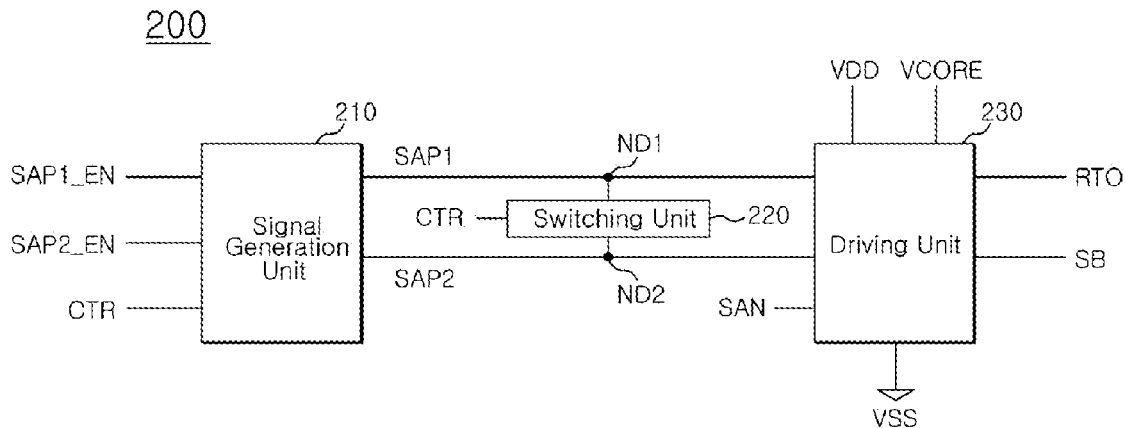 200
VDD VCORE
210
230
SAP1_EN
SAP1
ND1
RTO
CTR
Switching Unit
220
SAP2_EN
Signal
Generation
Unit
Driving Unit
SB
SAP2
ND2
CTR
SAN
VSS